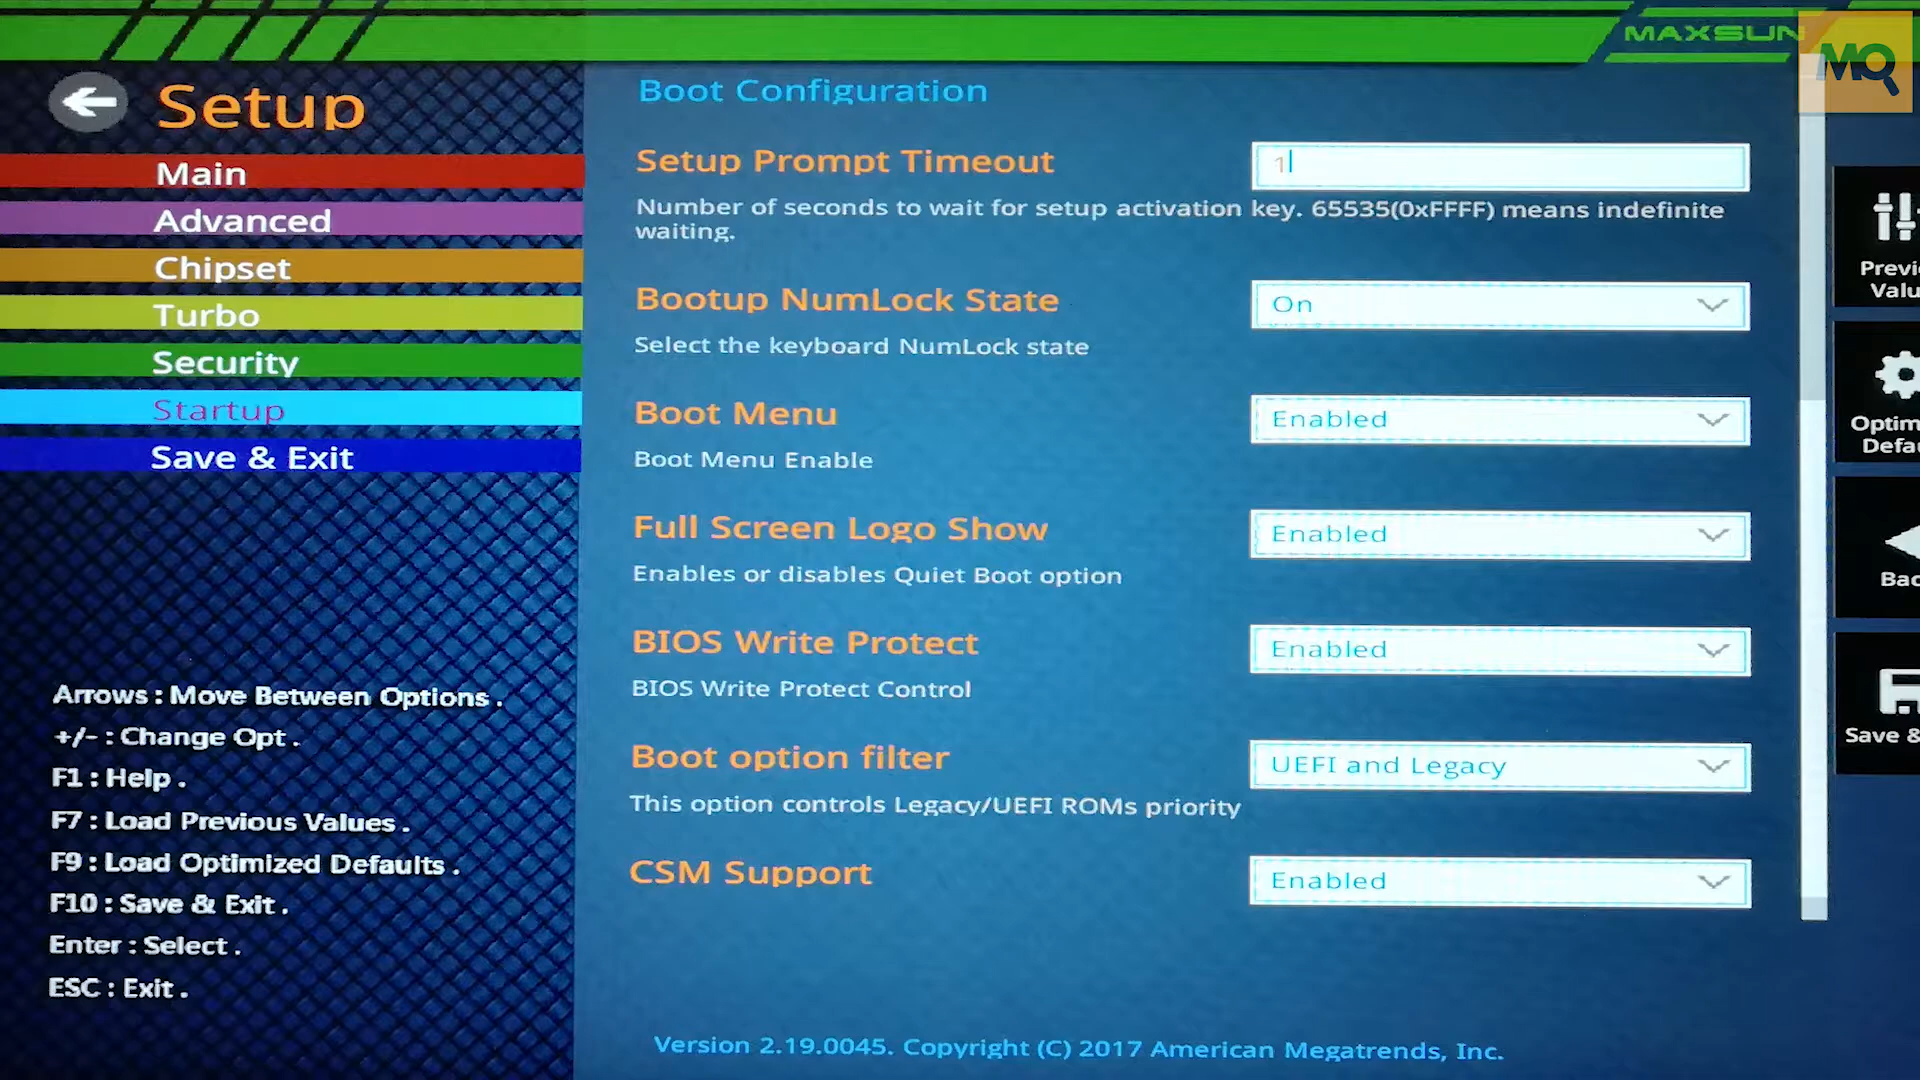 MAXSUN
MQ
Setup
Main
Advanced
Chipset
Turbo
Security
Startup
Save & Exit
Arrows : Move Between Options .
+/- : Change Opt .
F1 : Help .
F7 : Load Previous Values .
F9 : Load Optimized Defaults .
F10 : Save & Exit .
Enter : Select .
ESC : Exit .
Boot Configuration
Setup Prompt Timeout
1
Number of seconds to wait for setup activation key. 65535(0xFFFF) means indefinite
waiting.
Bootup NumLock State
On
Select the keyboard NumLock state
Boot Menu
Enabled
Boot Menu Enable
Full Screen Logo Show
Enabled
Enables or disables Quiet Boot option
BIOS Write Protect
Enabled
BIOS Write Protect Control
Boot option filter
UEFI and Legacy
This option controls Legacy/UEFI ROMs priority
CSM Support
Enabled
Version 2.19.0045. Copyright (C) 2017 American Megatrends, Inc.
Save &